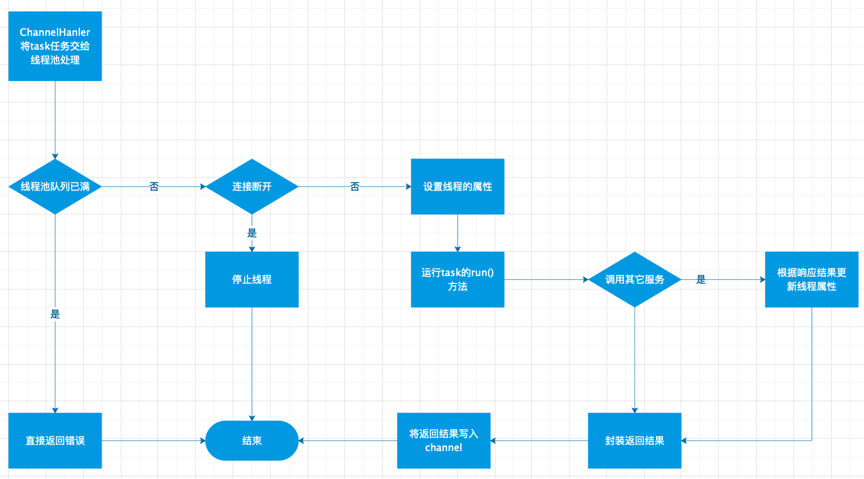 ChannelHanler
将task任务交给
线程池处理
线程池队列已满
否
连接断开
否
设置线程的属性
是
停止线程
运行task的run()
方法
调用其它服务
是
根据响应结果更
新线程属性
是
直接返回错误
结束
将返回结果写入
channel
封装返回结果